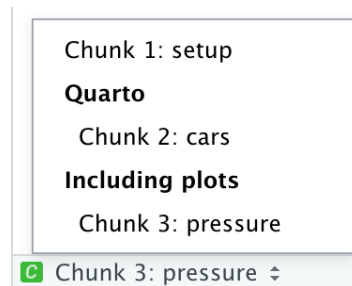 Chunk 1: setup
Quarto
Chunk 2: cars
Including plots
Chunk 3: pressure
C Chunk 3: pressure